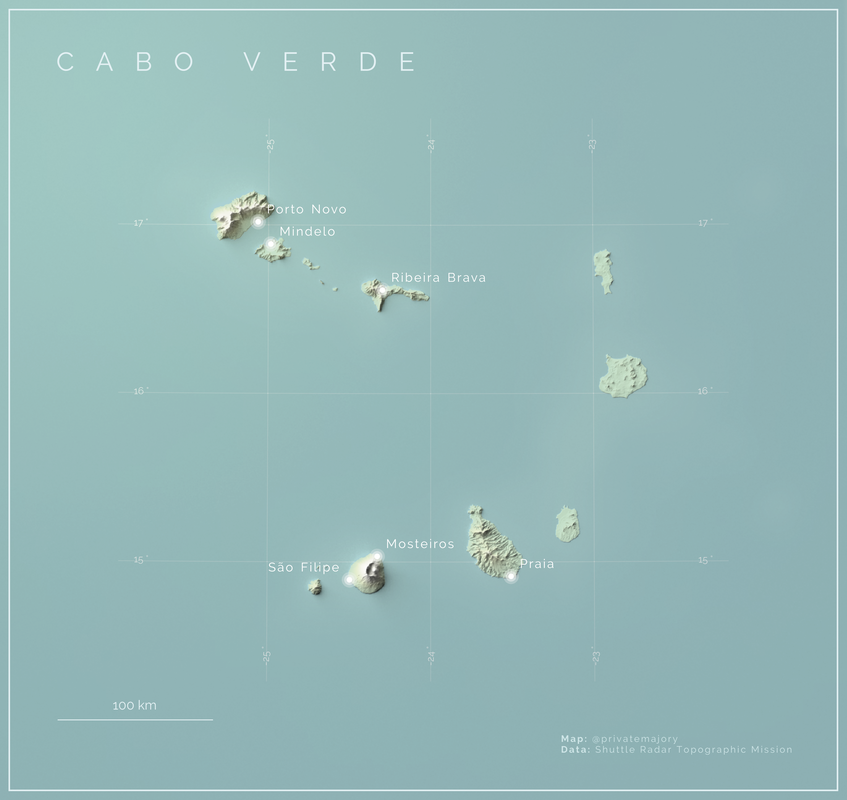 CABO VERDE
-25°
-24°
-23°
Porto Novo
17°
17°
Mindelo
Ribeira Brava
16°
16°
Mosteiros
15°
15°
São Filipe
Praia
-25°
-24°
-23°
100 km
Map: @privatemajory
Data: Shuttle Radar Topographic Mission